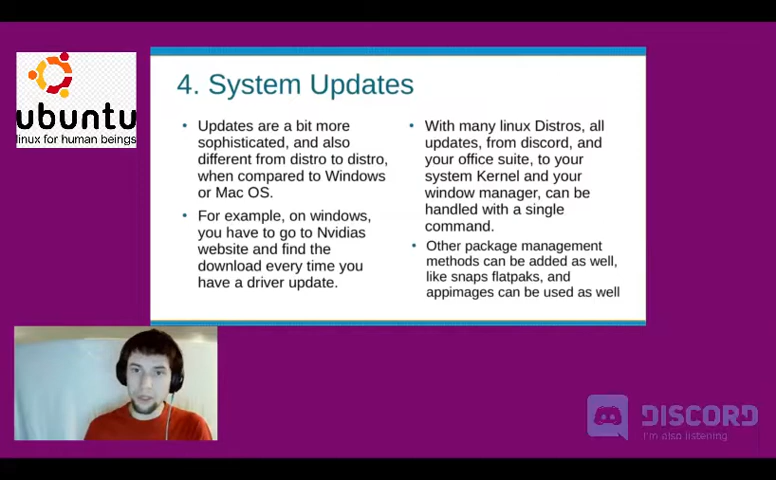 4. System Updates
ubuntu
linux for human beings
Updates are a bit more
sophisticated, and also
different from distro to distro,
when compared to Windows
or Mac OS.
For example, on windows,
you have to go to Nvidias
website and find the
download every time you
have a driver update.
With many linux Distros, all
updates, from discord, and
your office suite, to your
system Kernel and your
window manager, can be
handled with a single
command.
Other package management
methods can be added as well,
like snaps flatpaks, and
appimages can be used as well
DISCORD
I'm also listening